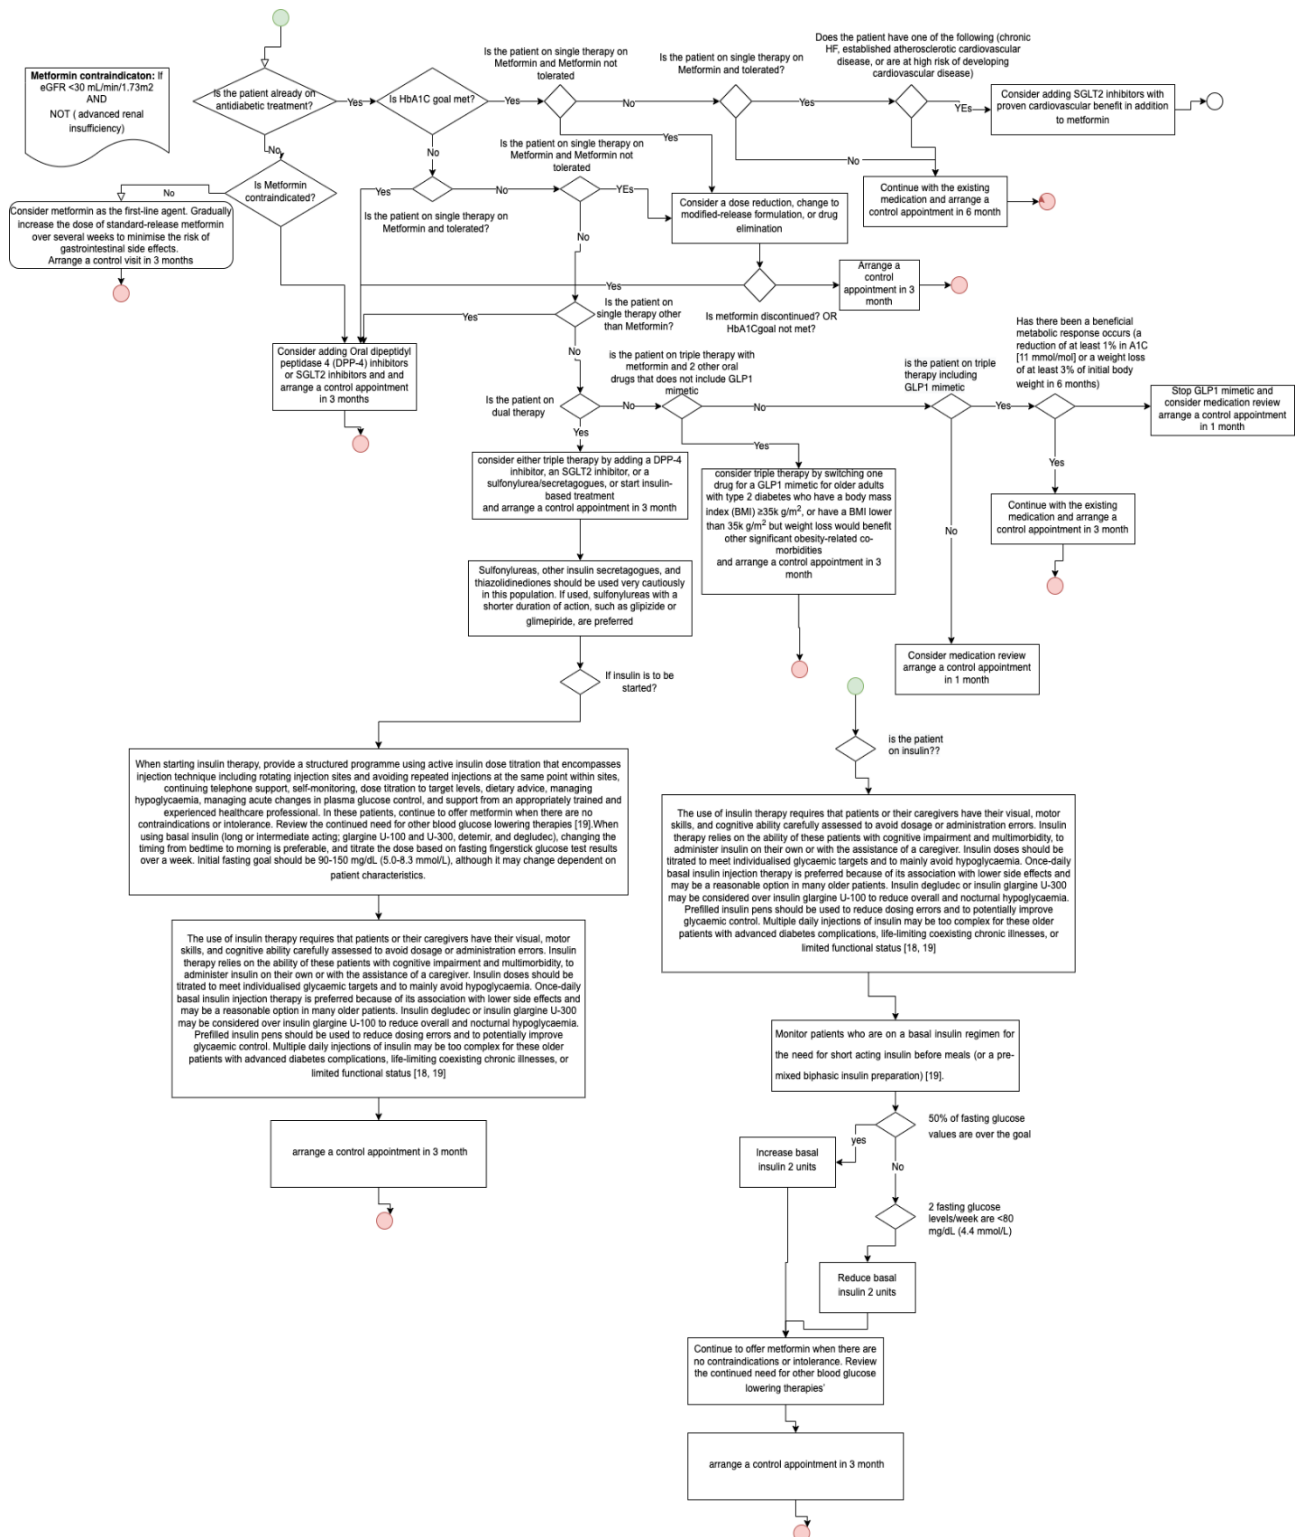 Metformin contraindicaton: If
eGFR <30 mL/min/1.73m2
AND
NOT ( advanced renal
insufficiency)
Is the patient already on
antidiabetic treatment?
Yes
Is HbA1C goal met?
Yes
Is the patient on single therapy on
Metformin and Metformin not
tolerated
No
Is the patient on single therapy on
Metformin and tolerated?
Yes
Does the patient have one of the following (chronic
HF, established atherosclerotic cardiovascular
disease, or are at high risk of developing
cardiovascular disease)
YEs
Consider adding SGLT2 inhibitors with
proven cardiovascular benefit in addition
to metformin
Yes
No
Continue with the existing
medication and arrange a
control appointment in 6
month
No
Is Metformin
contraindicated?
No
Consider metformin as the first-line agent. Gradually
increase the dose of standard-release metformin
over several weeks to minimise the risk of
gastrointestinal side effects.
Arrange a control visit in 3 months
No
Yes
Is the patient on single therapy on
Metformin and tolerated?
No
Is the patient on single therapy on
Metformin and Metformin not
tolerated
YEs
Consider a dose reduction, change to
modified-release formulation, or drug
elimination
No
Yes
Is metformin discontinued? OR
HbA1Cgoal not met?
Arrange a
control
appointment in 3
month
Is the patient on
single therapy other
than Metformin?
Yes
Consider adding Oral dipeptidyl
peptidase 4 (DPP-4) inhibitors
or SGLT2 inhibitors and and
arrange a control appointment
in 3 months
No
Is the patient on
dual therapy
No
is the patient on triple therapy with
metformin and 2 other oral
drugs that does not include GLP1
mimetic
No
is the patient on triple
therapy including
GLP1 mimetic
Yes
Has there been a beneficial
metabolic response occurs (a
reduction of at least 1% in A1C
[11 mmol/mol] or a weight loss
of at least 3% of initial body
weight in 6 months)
No
Stop GLP1 mimetic and
consider medication review
arrange a control appointment
in 1 month
Yes
Continue with the existing
medication and arrange a
control appointment in 3
month
Yes
consider either triple therapy by adding a DPP-4
inhibitor, an SGLT2 inhibitor, or a
sulfonylurea/secretagogues, or start insulin-
based treatment
and arrange a control appointment in 3 month
Yes
consider triple therapy by switching one
drug for a GLP1 mimetic for older adults
with type 2 diabetes who have a body mass
index (BMI) ≥35k g/m2, or have a BMI lower
than 35k g/m2 but weight loss would benefit
other significant obesity-related co-
morbidities
and arrange a control appointment in 3
month
No
Consider medication review
arrange a control appointment
in 1 month
Sulfonylureas, other insulin secretagogues, and
thiazolidinediones should be used very cautiously
in this population. If used, sulfonylureas with a
shorter duration of action, such as glipizide or
glimepiride, are preferred
If insulin is to be
started?
When starting insulin therapy, provide a structured programme using active insulin dose titration that encompasses
injection technique including rotating injection sites and avoiding repeated injections at the same point within sites,
continuing telephone support, self-monitoring, dose titration to target levels, dietary advice, managing
hypoglycaemia, managing acute changes in plasma glucose control, and support from an appropriately trained and
experienced healthcare professional. In these patients, continue to offer metformin when there are no
contraindications or intolerance. Review the continued need for other blood glucose lowering therapies [19].When
using basal insulin (long or intermediate acting; glargine U-100 and U-300, detemir, and degludec), changing the
timing from bedtime to morning is preferable, and titrate the dose based on fasting fingerstick glucose test results
over a week. Initial fasting goal should be 90-150 mg/dL (5.0-8.3 mmol/L), although it may change dependent on
patient characteristics.
The use of insulin therapy requires that patients or their caregivers have their visual, motor
skills, and cognitive ability carefully assessed to avoid dosage or administration errors. Insulin
therapy relies on the ability of these patients with cognitive impairment and multimorbidity, to
administer insulin on their own or with the assistance of a caregiver. Insulin doses should be
titrated to meet individualised glycaemic targets and to mainly avoid hypoglycaemia. Once-daily
basal insulin injection therapy is preferred because of its association with lower side effects and
may be a reasonable option in many older patients. Insulin degludec or insulin glargine U-300
may be considered over insulin glargine U-100 to reduce overall and nocturnal hypoglycaemia.
Prefilled insulin pens should be used to reduce dosing errors and to potentially improve
glycaemic control. Multiple daily injections of insulin may be too complex for these older
patients with advanced diabetes complications, life-limiting coexisting chronic illnesses, or
limited functional status [18, 19]
arrange a control appointment in 3 month
is the patient
on insulin??
The use of insulin therapy requires that patients or their caregivers have their visual, motor
skills, and cognitive ability carefully assessed to avoid dosage or administration errors. Insulin
therapy relies on the ability of these patients with cognitive impairment and multimorbidity, to
administer insulin on their own or with the assistance of a caregiver. Insulin doses should be
titrated to meet individualised glycaemic targets and to mainly avoid hypoglycaemia. Once-daily
basal insulin injection therapy is preferred because of its association with lower side effects and
may be a reasonable option in many older patients. Insulin degludec or insulin glargine U-300
may be considered over insulin glargine U-100 to reduce overall and nocturnal hypoglycaemia.
Prefilled insulin pens should be used to reduce dosing errors and to potentially improve
glycaemic control. Multiple daily injections of insulin may be too complex for these older
patients with advanced diabetes complications, life-limiting coexisting chronic illnesses, or
limited functional status [18, 19]
Monitor patients who are on a basal insulin regimen for
the need for short acting insulin before meals (or a pre-
mixed biphasic insulin preparation) [19].
50% of fasting glucose
values are over the goal
yes
Increase basal
insulin 2 units
No
2 fasting glucose
levels/week are <80
mg/dL (4.4 mmol/L)
Reduce basal
insulin 2 units
Continue to offer metformin when there are
no contraindications or intolerance. Review
the continued need for other blood glucose
lowering therapies'
arrange a control appointment in 3 month